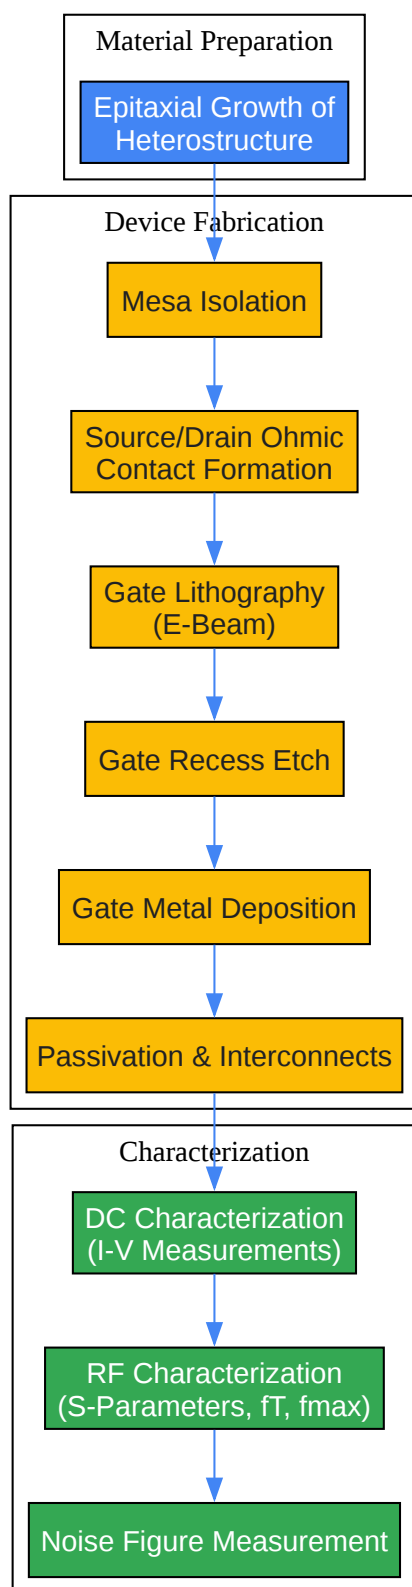 Material Preparation
Epitaxial Growth of
Heterostructure
Device Fabrication
Mesa Isolation
Source/Drain Ohmic
Contact Formation
Gate Lithography
(E-Beam)
Gate Recess Etch
Gate Metal Deposition
Passivation & Interconnects
Characterization
DC Characterization
(I-V Measurements)
RF Characterization
(S-Parameters, fT, fmax)
Noise Figure Measurement